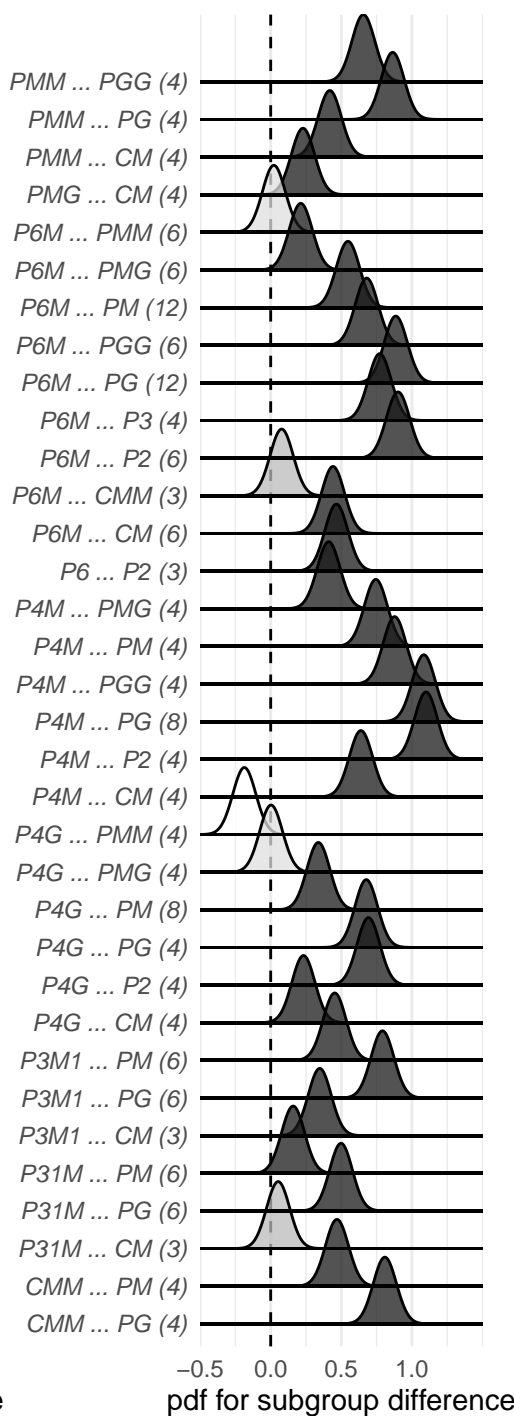 PMM ... PGG (4)
PMM ... PG (4)
PMM ... CM (4)
PMG ... CM (4)
P6M ... PMM (6)
P6M ... PMG (6)
P6M ... PM (12)
P6M ... PGG (6)
P6M ... PG (12)
P6M ... P3 (4)
P6M ... P2 (6)
P6M ... CMM (3)
P6M ... CM (6)
P6 ... P2 (3)
P4M ... PMG (4)
P4M ... PM (4)
P4M ... PGG (4)
P4M ... PG (8)
P4M ... P2 (4)
P4M ... CM (4)
P4G ... PMM (4)
P4G ... PMG (4)
P4G ... PM (8)
P4G ... PG (4)
P4G ... P2 (4)
P4G ... CM (4)
P3M1 ... PM (6)
P3M1 ... PG (6)
P3M1 ... CM (3)
P31M ... PM (6)
P31M ... PG (6)
P31M ... CM (3)
CMM ... PM (4)
CMM ... PG (4)
−0.5 0.0 0.5 1.0
e pdf for subgroup difference